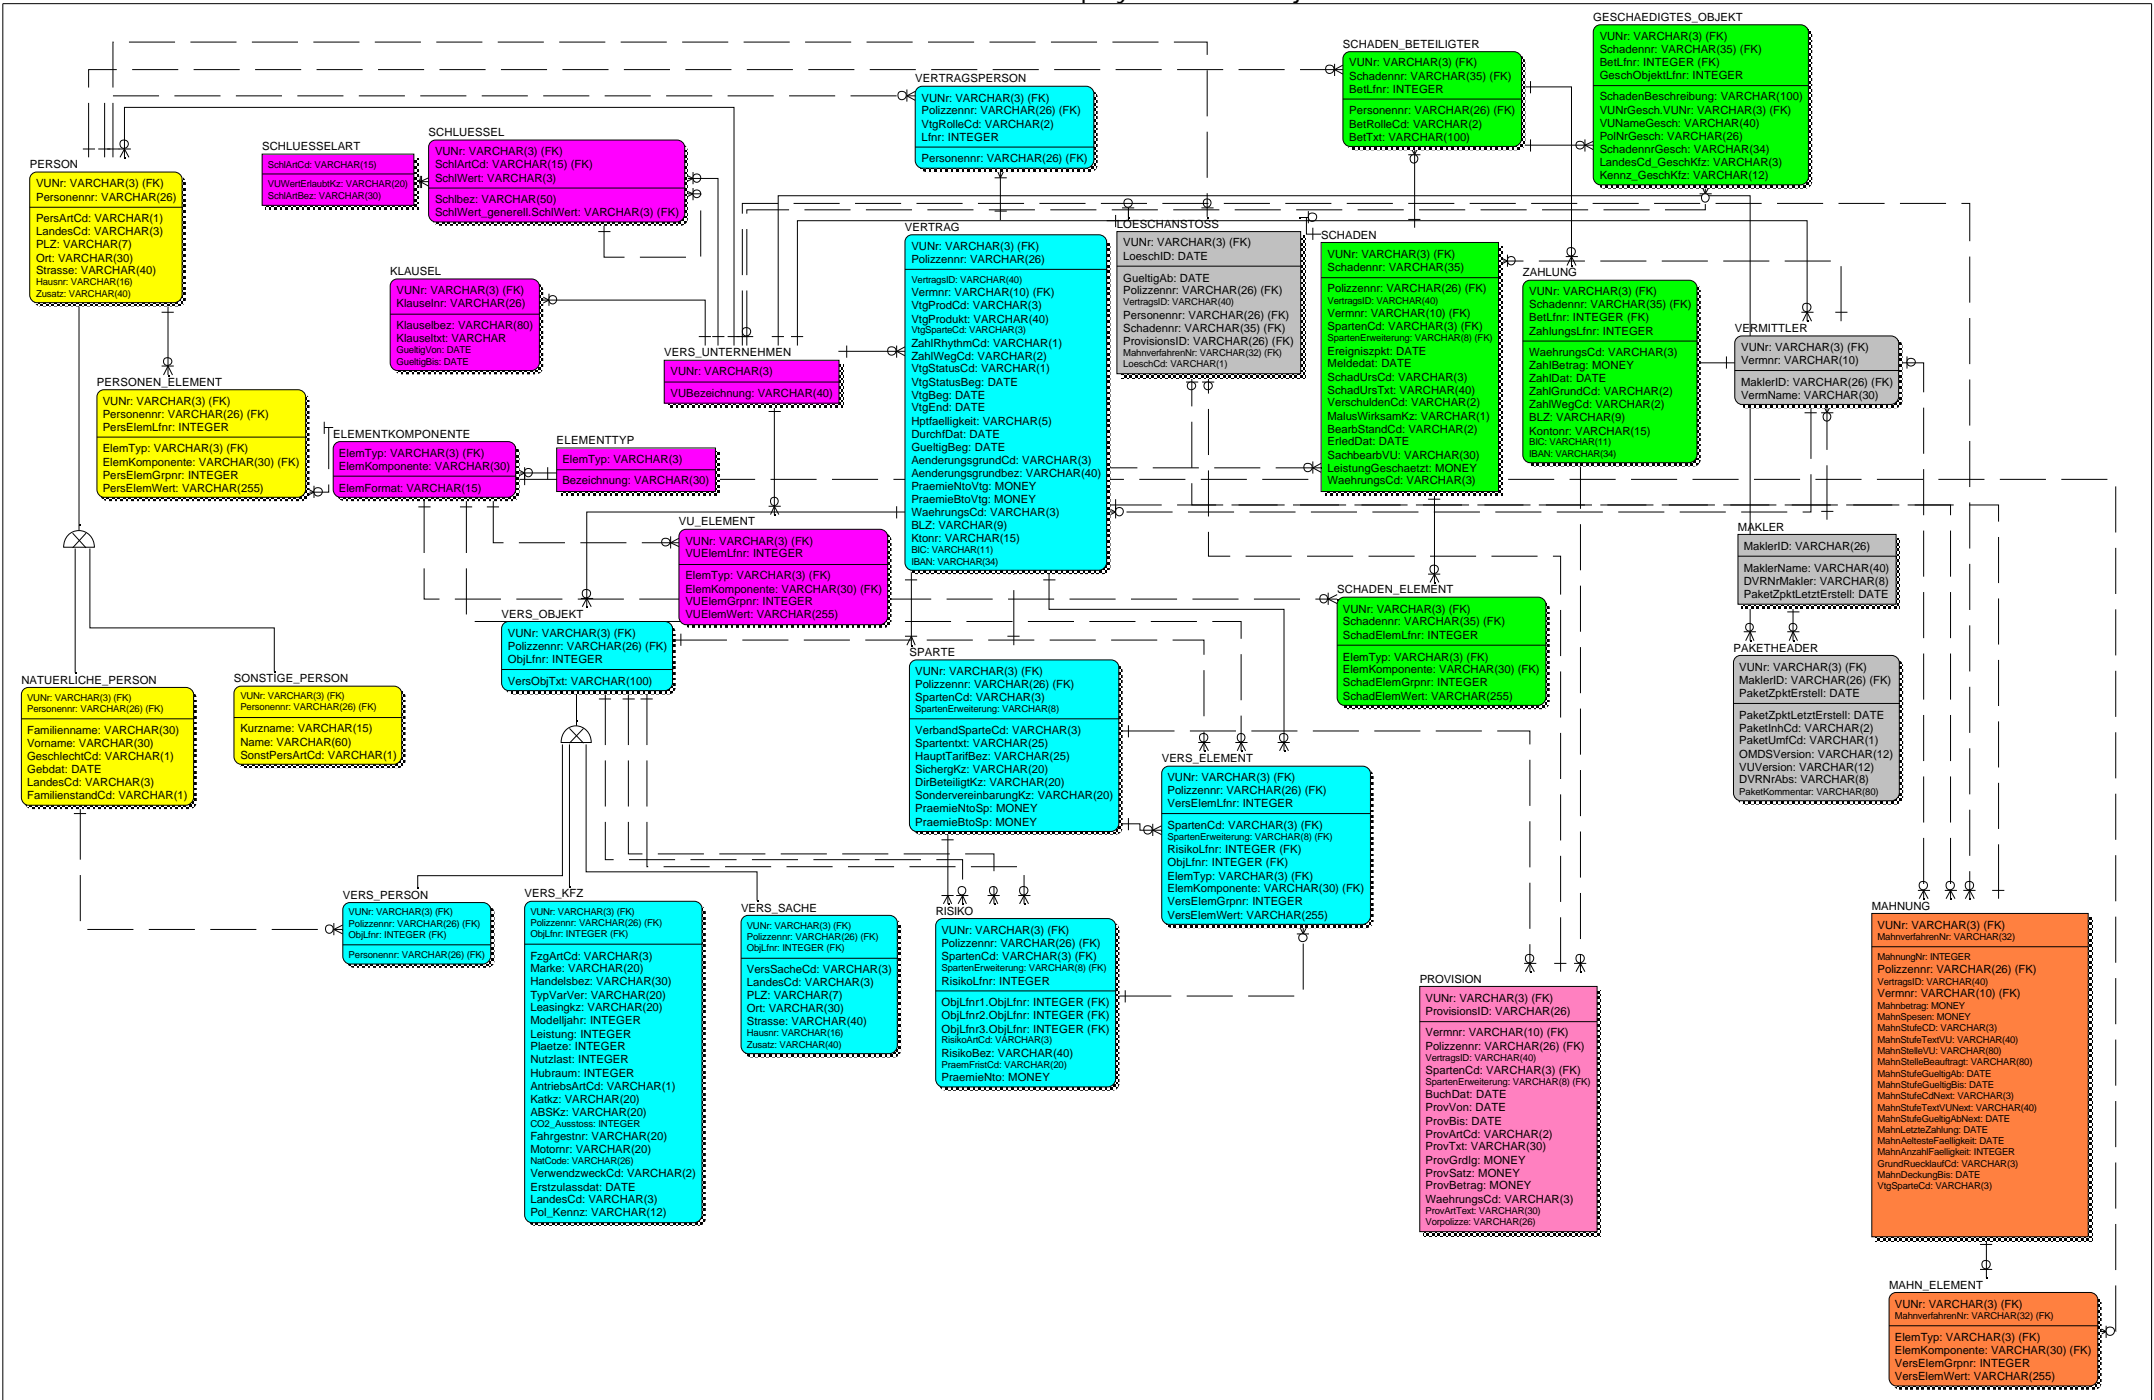 GESCHAEDIGTES_OBJEKT
VUNr: VARCHAR(3) (FK)
Schadennr: VARCHAR(35) (FK)
BetLfnr: INTEGER (FK)
GeschObjektLfnr: INTEGER
SchadenBeschreibung: VARCHAR(100)
VUNrGesch.VUNr: VARCHAR(3) (FK)
VUNameGesch: VARCHAR(40)
PolNrGesch: VARCHAR(26)
SchadennrGesch: VARCHAR(34)
LandesCd_GeschKfz: VARCHAR(3)
Kennz_GeschKfz: VARCHAR(12)
SCHADEN_BETEILIGTER
VUNr: VARCHAR(3) (FK)
Schadennr: VARCHAR(35) (FK)
BetLfnr: INTEGER
Personennr: VARCHAR(26) (FK)
BetRolleCd: VARCHAR(2)
BetTxt: VARCHAR(100)
VERTRAGSPERSON
VUNr: VARCHAR(3) (FK)
Polizzennr: VARCHAR(26) (FK)
VtgRolleCd: VARCHAR(2)
Lfnr: INTEGER
Personennr: VARCHAR(26) (FK)
SCHLUESSEL
VUNr: VARCHAR(3) (FK)
SchlArtCd: VARCHAR(15) (FK)
SchlWert: VARCHAR(3)
Schlbez: VARCHAR(50)
SchlWert_generell.SchlWert: VARCHAR(3) (FK)
SCHLUESSELART
SchlArtCd: VARCHAR(15)
VUWertErlaubtKz: VARCHAR(20)
SchlArtBez: VARCHAR(30)
PERSON
VUNr: VARCHAR(3) (FK)
Personennr: VARCHAR(26)
PersArtCd: VARCHAR(1)
LandesCd: VARCHAR(3)
PLZ: VARCHAR(7)
Ort: VARCHAR(30)
Strasse: VARCHAR(40)
Hausnr: VARCHAR(16)
Zusatz: VARCHAR(40)
KLAUSEL
VUNr: VARCHAR(3) (FK)
Klauselnr: VARCHAR(26)
Klauselbez: VARCHAR(80)
Klauseltxt: VARCHAR
GueltigVon: DATE
GueltigBis: DATE
VERS_UNTERNEHMEN
VUNr: VARCHAR(3)
VUBezeichnung: VARCHAR(40)
VERTRAG
VUNr: VARCHAR(3) (FK)
Polizzennr: VARCHAR(26)
VertragsID: VARCHAR(40)
Vermnr: VARCHAR(10) (FK)
VtgProdCd: VARCHAR(3)
VtgProdukt: VARCHAR(40)
VtgSparteCd: VARCHAR(3)
ZahlRhythmCd: VARCHAR(1)
ZahlWegCd: VARCHAR(2)
VtgStatusCd: VARCHAR(1)
VtgStatusBeg: DATE
VtgBeg: DATE
VtgEnd: DATE
Hptfaelligkeit: VARCHAR(5)
DurchfDat: DATE
GueltigBeg: DATE
AenderungsgrundCd: VARCHAR(3)
Aenderungsgrundbez: VARCHAR(40)
PraemieNtoVtg: MONEY
PraemieBtoVtg: MONEY
WaehrungsCd: VARCHAR(3)
BLZ: VARCHAR(9)
Ktonr: VARCHAR(15)
BIC: VARCHAR(11)
IBAN: VARCHAR(34)
LOESCHANSTOSS
VUNr: VARCHAR(3) (FK)
LoeschID: DATE
GueltigAb: DATE
Polizzennr: VARCHAR(26) (FK)
VertragsID: VARCHAR(40)
Personennr: VARCHAR(26) (FK)
Schadennr: VARCHAR(35) (FK)
ProvisionsID: VARCHAR(26) (FK)
MahnverfahrenNr: VARCHAR(32) (FK)
LoeschCd: VARCHAR(1)
SCHADEN
VUNr: VARCHAR(3) (FK)
Schadennr: VARCHAR(35)
Polizzennr: VARCHAR(26) (FK)
VertragsID: VARCHAR(40)
Vermnr: VARCHAR(10) (FK)
SpartenCd: VARCHAR(3) (FK)
SpartenErweiterung: VARCHAR(8) (FK)
Ereigniszpkt: DATE
Meldedat: DATE
SchadUrsCd: VARCHAR(3)
SchadUrsTxt: VARCHAR(40)
VerschuldenCd: VARCHAR(2)
MalusWirksamKz: VARCHAR(1)
BearbStandCd: VARCHAR(2)
ErledDat: DATE
SachbearbVU: VARCHAR(30)
LeistungGeschaetzt: MONEY
WaehrungsCd: VARCHAR(3)
ZAHLUNG
VUNr: VARCHAR(3) (FK)
Schadennr: VARCHAR(35) (FK)
BetLfnr: INTEGER (FK)
ZahlungsLfnr: INTEGER
WaehrungsCd: VARCHAR(3)
ZahlBetrag: MONEY
ZahlDat: DATE
ZahlGrundCd: VARCHAR(2)
ZahlWegCd: VARCHAR(2)
BLZ: VARCHAR(9)
Kontonr: VARCHAR(15)
BIC: VARCHAR(11)
IBAN: VARCHAR(34)
VERMITTLER
VUNr: VARCHAR(3) (FK)
Vermnr: VARCHAR(10)
MaklerID: VARCHAR(26) (FK)
VermName: VARCHAR(30)
PERSONEN_ELEMENT
VUNr: VARCHAR(3) (FK)
Personennr: VARCHAR(26) (FK)
PersElemLfnr: INTEGER
ElemTyp: VARCHAR(3) (FK)
ElemKomponente: VARCHAR(30) (FK)
PersElemGrpnr: INTEGER
PersElemWert: VARCHAR(255)
ELEMENTKOMPONENTE
ElemTyp: VARCHAR(3) (FK)
ElemKomponente: VARCHAR(30)
ElemFormat: VARCHAR(15)
ELEMENTTYP
ElemTyp: VARCHAR(3)
Bezeichnung: VARCHAR(30)
VU_ELEMENT
VUNr: VARCHAR(3) (FK)
VUElemLfnr: INTEGER
ElemTyp: VARCHAR(3) (FK)
ElemKomponente: VARCHAR(30) (FK)
VUElemGrpnr: INTEGER
VUElemWert: VARCHAR(255)
MAKLER
MaklerID: VARCHAR(26)
MaklerName: VARCHAR(40)
DVRNrMakler: VARCHAR(8)
PaketZpktLetztErstell: DATE
SCHADEN_ELEMENT
VUNr: VARCHAR(3) (FK)
Schadennr: VARCHAR(35) (FK)
SchadElemLfnr: INTEGER
ElemTyp: VARCHAR(3) (FK)
ElemKomponente: VARCHAR(30) (FK)
SchadElemGrpnr: INTEGER
SchadElemWert: VARCHAR(255)
VERS_OBJEKT
VUNr: VARCHAR(3) (FK)
Polizzennr: VARCHAR(26) (FK)
ObjLfnr: INTEGER
VersObjTxt: VARCHAR(100)
SPARTE
VUNr: VARCHAR(3) (FK)
Polizzennr: VARCHAR(26) (FK)
SpartenCd: VARCHAR(3)
SpartenErweiterung: VARCHAR(8)
VerbandSparteCd: VARCHAR(3)
Spartentxt: VARCHAR(25)
HauptTarifBez: VARCHAR(25)
SichergKz: VARCHAR(20)
DirBeteiligtKz: VARCHAR(20)
SondervereinbarungKz: VARCHAR(20)
PraemieNtoSp: MONEY
PraemieBtoSp: MONEY
PAKETHEADER
VUNr: VARCHAR(3) (FK)
MaklerID: VARCHAR(26) (FK)
PaketZpktErstell: DATE
PaketZpktLetztErstell: DATE
PaketInhCd: VARCHAR(2)
PaketUmfCd: VARCHAR(1)
OMDSVersion: VARCHAR(12)
VUVersion: VARCHAR(12)
DVRNrAbs: VARCHAR(8)
PaketKommentar: VARCHAR(80)
NATUERLICHE_PERSON
VUNr: VARCHAR(3) (FK)
Personennr: VARCHAR(26) (FK)
Familienname: VARCHAR(30)
Vorname: VARCHAR(30)
GeschlechtCd: VARCHAR(1)
Gebdat: DATE
LandesCd: VARCHAR(3)
FamilienstandCd: VARCHAR(1)
SONSTIGE_PERSON
VUNr: VARCHAR(3) (FK)
Personennr: VARCHAR(26) (FK)
Kurzname: VARCHAR(15)
Name: VARCHAR(60)
SonstPersArtCd: VARCHAR(1)
VERS_ELEMENT
VUNr: VARCHAR(3) (FK)
Polizzennr: VARCHAR(26) (FK)
VersElemLfnr: INTEGER
SpartenCd: VARCHAR(3) (FK)
SpartenErweiterung: VARCHAR(8) (FK)
RisikoLfnr: INTEGER (FK)
ObjLfnr: INTEGER (FK)
ElemTyp: VARCHAR(3) (FK)
ElemKomponente: VARCHAR(30) (FK)
VersElemGrpnr: INTEGER
VersElemWert: VARCHAR(255)
VERS_PERSON
VUNr: VARCHAR(3) (FK)
Polizzennr: VARCHAR(26) (FK)
ObjLfnr: INTEGER (FK)
Personennr: VARCHAR(26) (FK)
VERS_KFZ
VUNr: VARCHAR(3) (FK)
Polizzennr: VARCHAR(26) (FK)
ObjLfnr: INTEGER (FK)
FzgArtCd: VARCHAR(3)
Marke: VARCHAR(20)
Handelsbez: VARCHAR(30)
TypVarVer: VARCHAR(20)
Leasingkz: VARCHAR(20)
Modelljahr: INTEGER
Leistung: INTEGER
Plaetze: INTEGER
Nutzlast: INTEGER
Hubraum: INTEGER
AntriebsArtCd: VARCHAR(1)
Katkz: VARCHAR(20)
ABSKz: VARCHAR(20)
CO2_Ausstoss: INTEGER
Fahrgestnr: VARCHAR(20)
Motornr: VARCHAR(20)
NatCode: VARCHAR(26)
VerwendzweckCd: VARCHAR(2)
Erstzulassdat: DATE
LandesCd: VARCHAR(3)
Pol_Kennz: VARCHAR(12)
VERS_SACHE
VUNr: VARCHAR(3) (FK)
Polizzennr: VARCHAR(26) (FK)
ObjLfnr: INTEGER (FK)
VersSacheCd: VARCHAR(3)
LandesCd: VARCHAR(3)
PLZ: VARCHAR(7)
Ort: VARCHAR(30)
Strasse: VARCHAR(40)
Hausnr: VARCHAR(16)
Zusatz: VARCHAR(40)
RISIKO
VUNr: VARCHAR(3) (FK)
Polizzennr: VARCHAR(26) (FK)
SpartenCd: VARCHAR(3) (FK)
SpartenErweiterung: VARCHAR(8) (FK)
RisikoLfnr: INTEGER
ObjLfnr1.ObjLfnr: INTEGER (FK)
ObjLfnr2.ObjLfnr: INTEGER (FK)
ObjLfnr3.ObjLfnr: INTEGER (FK)
RisikoArtCd: VARCHAR(3)
RisikoBez: VARCHAR(40)
PraemFristCd: VARCHAR(20)
PraemieNto: MONEY
PROVISION
VUNr: VARCHAR(3) (FK)
ProvisionsID: VARCHAR(26)
Vermnr: VARCHAR(10) (FK)
Polizzennr: VARCHAR(26) (FK)
VertragsID: VARCHAR(40)
SpartenCd: VARCHAR(3) (FK)
SpartenErweiterung: VARCHAR(8) (FK)
BuchDat: DATE
ProvVon: DATE
ProvBis: DATE
ProvArtCd: VARCHAR(2)
ProvTxt: VARCHAR(30)
ProvGrdlg: MONEY
ProvSatz: MONEY
ProvBetrag: MONEY
WaehrungsCd: VARCHAR(3)
ProvArtText: VARCHAR(30)
Vorpolizze: VARCHAR(26)
MAHNUNG
VUNr: VARCHAR(3) (FK)
MahnverfahrenNr: VARCHAR(32)
MahnungNr: INTEGER
Polizzennr: VARCHAR(26) (FK)
VertragsID: VARCHAR(40)
Vermnr: VARCHAR(10) (FK)
Mahnbetrag: MONEY
MahnSpesen: MONEY
MahnStufeCD: VARCHAR(3)
MahnStufeTextVU: VARCHAR(40)
MahnStelleVU: VARCHAR(80)
MahnStelleBeauftragt: VARCHAR(80)
MahnStufeGueltigAb: DATE
MahnStufeGueltigBis: DATE
MahnStufeCdNext: VARCHAR(3)
MahnStufeTextVUNext: VARCHAR(40)
MahnStufeGueltigAbNext: DATE
MahnLetzteZahlung: DATE
MahnAeltesteFaelligkeit: DATE
MahnAnzahlFaelligkeit: INTEGER
GrundRuecklaufCd: VARCHAR(3)
MahnDeckungBis: DATE
VtgSparteCd: VARCHAR(3)
MAHN_ELEMENT
VUNr: VARCHAR(3) (FK)
MahnverfahrenNr: VARCHAR(32) (FK)
ElemTyp: VARCHAR(3) (FK)
ElemKomponente: VARCHAR(30) (FK)
VersElemGrpnr: INTEGER
VersElemWert: VARCHAR(255)